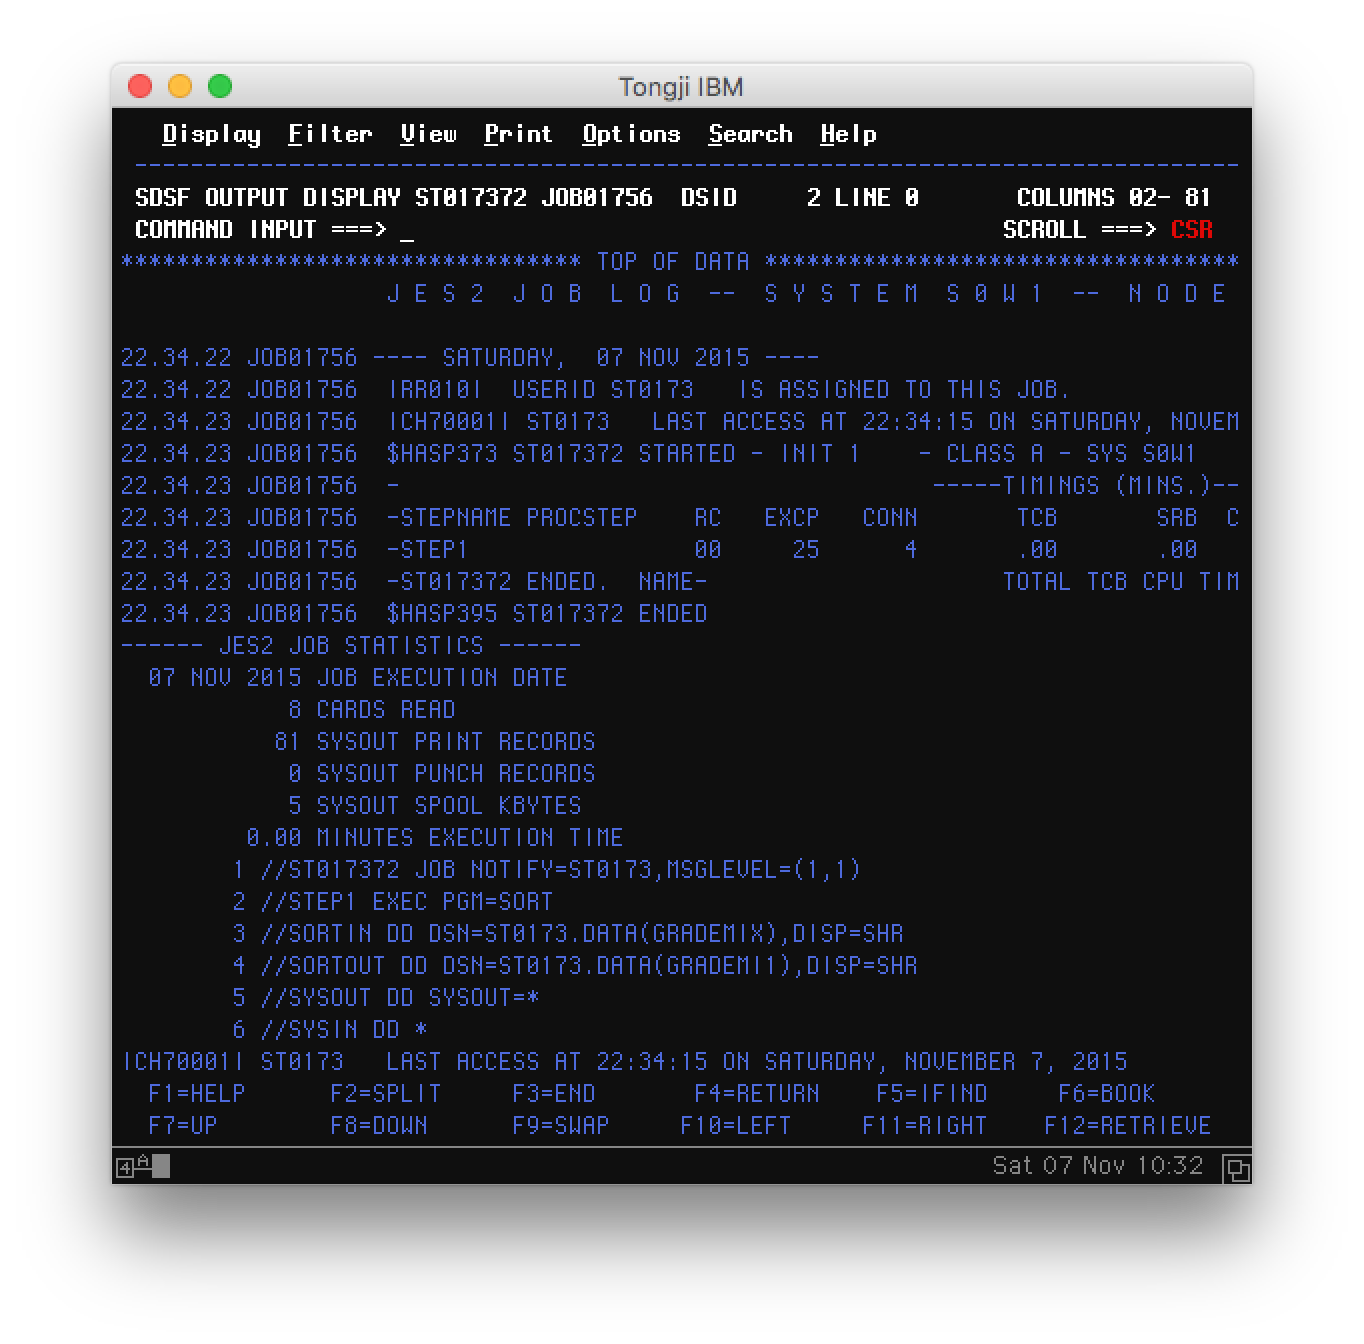 Tongji IBM
Display  Filter  View  Print  Options  Search  Help
-------------------------------------------------------------------------------
SDSF OUTPUT DISPLAY ST017372 JOB01756  DSID     2 LINE 0       COLUMNS 02- 81
COMMAND INPUT ===> _                                           SCROLL ===> CSR
********************************* TOP OF DATA **********************************
                   J E S 2  J O B  L O G  --  S Y S T E M  S 0 W 1  --  N O D E

22.34.22 JOB01756 ---- SATURDAY,  07 NOV 2015 ----
22.34.22 JOB01756  IRR010I  USERID ST0173   IS ASSIGNED TO THIS JOB.
22.34.23 JOB01756  ICH70001I ST0173   LAST ACCESS AT 22:34:15 ON SATURDAY, NOVEM
22.34.23 JOB01756  $HASP373 ST017372 STARTED - INIT 1    - CLASS A - SYS S0W1
22.34.23 JOB01756  -                                      -----TIMINGS (MINS.)--
22.34.23 JOB01756  -STEPNAME PROCSTEP    RC   EXCP   CONN       TCB       SRB  C
22.34.23 JOB01756  -STEP1                00     25      4       .00       .00
22.34.23 JOB01756  -ST017372 ENDED.  NAME-                     TOTAL TCB CPU TIM
22.34.23 JOB01756  $HASP395 ST017372 ENDED
------ JES2 JOB STATISTICS ------
  07 NOV 2015 JOB EXECUTION DATE
            8 CARDS READ
           81 SYSOUT PRINT RECORDS
            0 SYSOUT PUNCH RECORDS
            5 SYSOUT SPOOL KBYTES
         0.00 MINUTES EXECUTION TIME
        1 //ST017372 JOB NOTIFY=ST0173,MSGLEVEL=(1,1)
        2 //STEP1 EXEC PGM=SORT
        3 //SORTIN DD DSN=ST0173.DATA(GRADEMIX),DISP=SHR
        4 //SORTOUT DD DSN=ST0173.DATA(GRADEMI1),DISP=SHR
        5 //SYSOUT DD SYSOUT=*
        6 //SYSIN DD *
ICH70001I ST0173   LAST ACCESS AT 22:34:15 ON SATURDAY, NOVEMBER 7, 2015
  F1=HELP      F2=SPLIT     F3=END       F4=RETURN    F5=IFIND     F6=BOOK
  F7=UP        F8=DOWN      F9=SWAP     F10=LEFT     F11=RIGHT    F12=RETRIEVE
4 A Sat 07 Nov 10:32